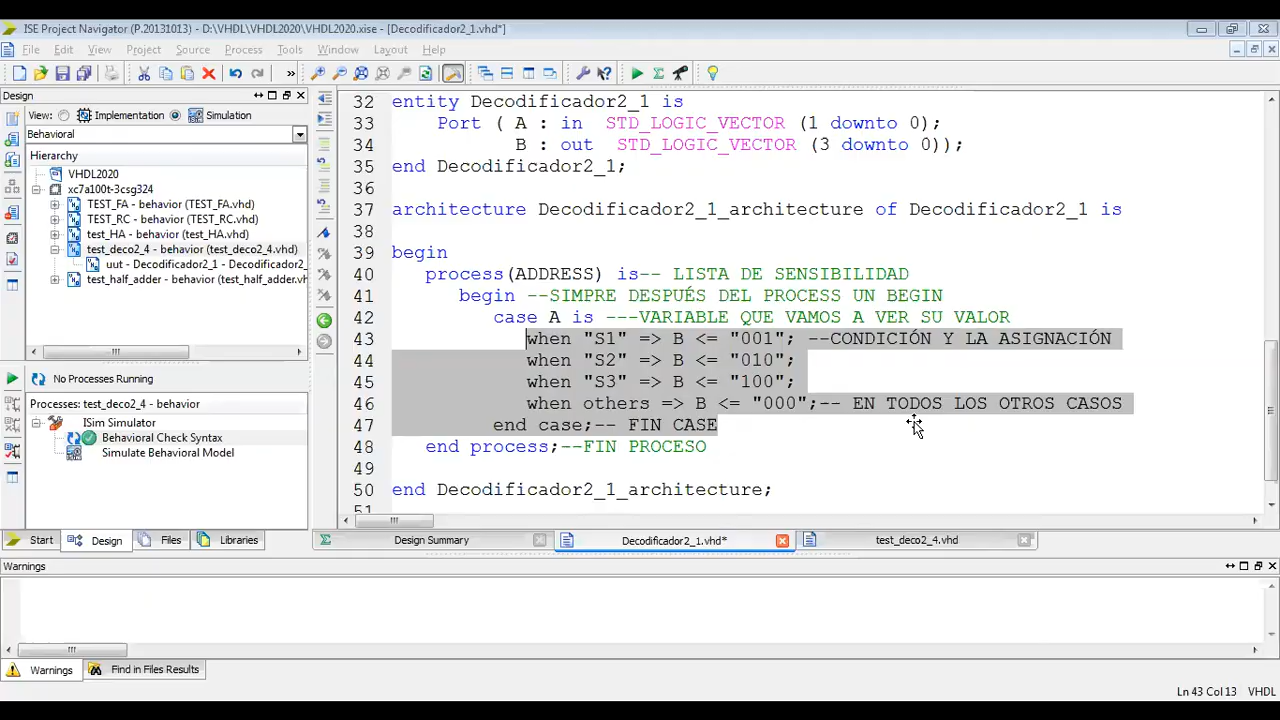 ISE Project Navigator (P.20131013) - D:\VHDL\VHDL2020\VHDL2020.xise - [Decodificador2_1.vhd*]
File Edit View Project Source Process Tools Window Layout Help
»
Design
View: Implementation Simulation
Behavioral
Hierarchy
VHDL2020
xc7a100t-3csg324
TEST_FA - behavior (TEST_FA.vhd)
TEST_RC - behavior (TEST_RC.vhd)
test_HA - behavior (test_HA.vhd)
test_deco2_4 - behavior (test_deco2_4.vhd)
uut - Decodificador2_1 - Decodificador2_
test_half_adder - behavior (test_half_adder.vh
No Processes Running
Processes: test_deco2_4 - behavior
ISim Simulator
Behavioral Check Syntax
Simulate Behavioral Model
Start Design Files Libraries
32 entity Decodificador2_1 is
33 Port ( A : in STD_LOGIC_VECTOR (1 downto 0);
34 B : out STD_LOGIC_VECTOR (3 downto 0));
35 end Decodificador2_1;
36
37 architecture Decodificador2_1_architecture of Decodificador2_1 is
38
39 begin
40 process(ADDRESS) is-- LISTA DE SENSIBILIDAD
41 begin --SIMPRE DESPUÉS DEL PROCESS UN BEGIN
42 case A is ---VARIABLE QUE VAMOS A VER SU VALOR
43 when "S1" => B <= "001"; --CONDICIÓN Y LA ASIGNACIÓN
44 when "S2" => B <= "010";
45 when "S3" => B <= "100";
46 when others => B <= "000";-- EN TODOS LOS OTROS CASOS
47 end case;-- FIN CASE
48 end process;--FIN PROCESO
49
50 end Decodificador2_1_architecture;
51
Design Summary Decodificador2_1.vhd* test_deco2_4.vhd
Warnings
Warnings Find in Files Results
Ln 43 Col 13 VHDL